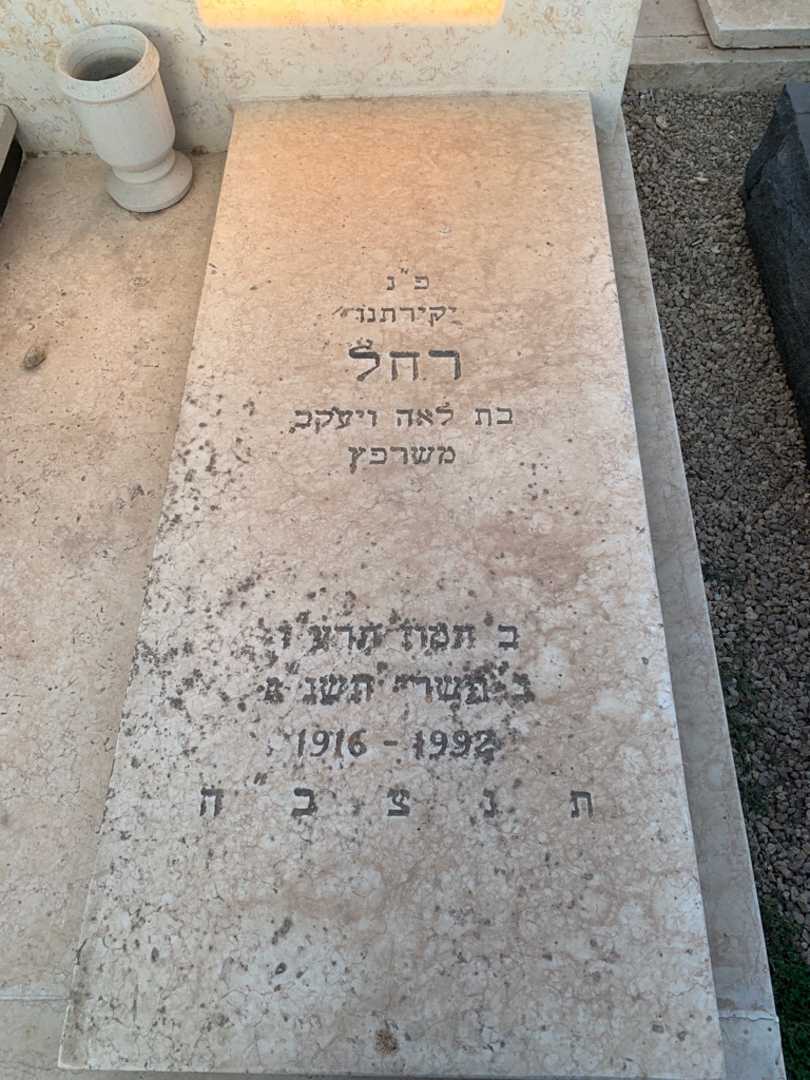 פ"נ
יקירתנו
רחל
בת לאה ויעקב
משרפץ
ב תמוז תרע"ו
ב' תשרי תשנ"ג
1916 - 1992
ת נ צ ב" ה